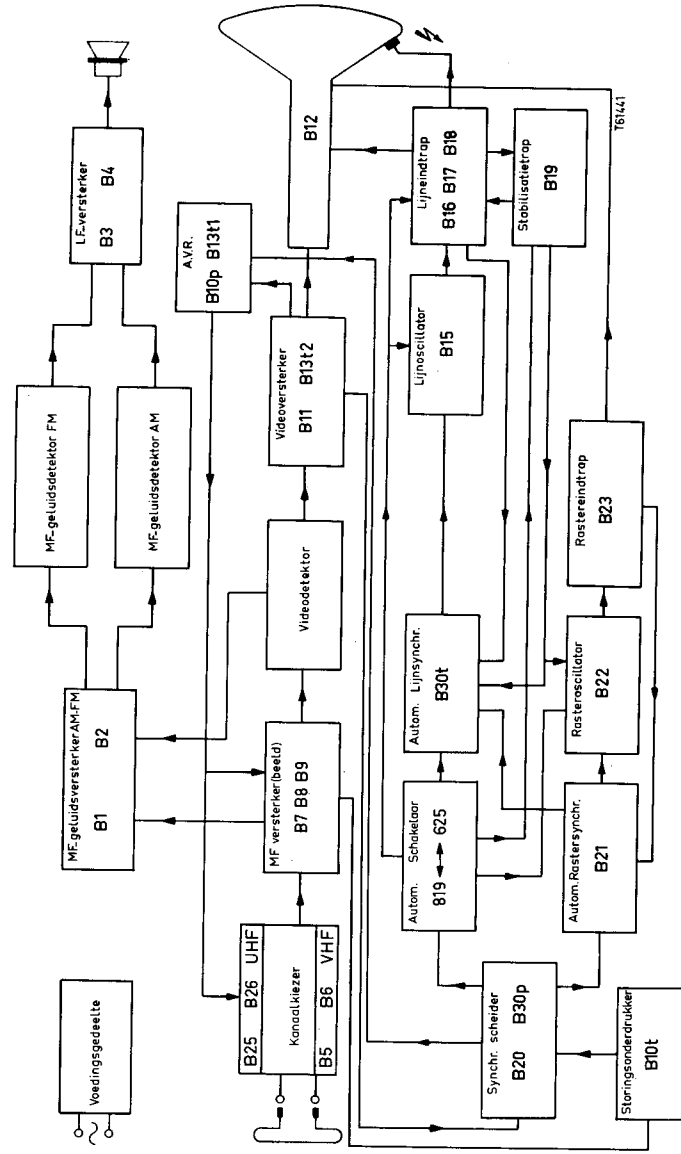 Voedingsgedeelte
MF-geluidsversterker AM-FM
B1 B2
MF-geluidsdetektor FM
MF-geluidsdetektor AM
LF-versterker
B3 B4
B25 B26 UHF
Kanaalkiezer
B5 B6 VHF
MF versterker (beeld)
B7 B8 B9
Videodetektor
Videoversterker
B11 B13t2
A.V.R.
B10p B13t1
B12
Synchr. scheider
B20 B30p
Storingsonderdrukker
B10t
Autom. Schakelaar
819 ↔ 625
Autom. Lijnsynchr.
B30t
Lijnoscillator
B15
Lijneindtrap
B16 B17 B18
Stabilisatietrap
B19
Autom. Rastersynchr.
B21
Rasteroscillator
B22
Rastereindtrap
B23
T61441